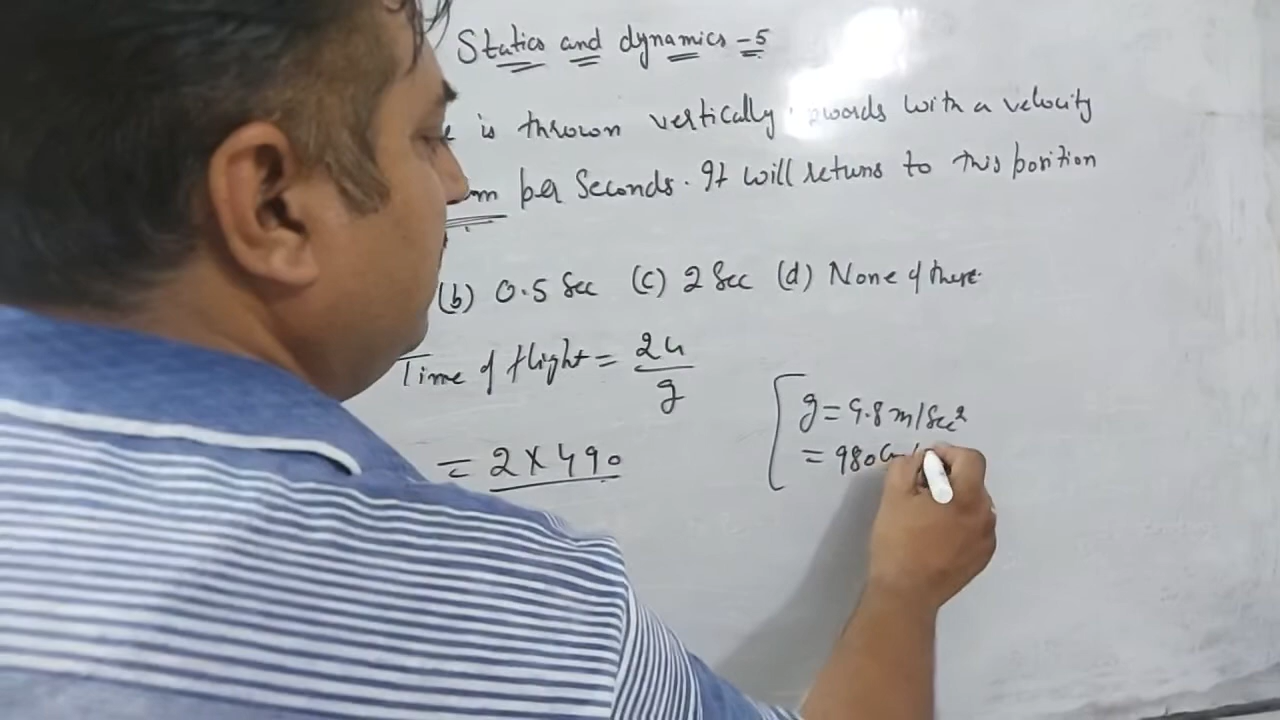 Statics and dynamics - 5
is thrown vertically with a velocity
per Seconds. It will returns to this position
(b) 0.5 Sec (c) 2 Sec (d) None of these
Time of flight = 2u/g
g = 9.8 m/Sec²
= 2 × 490
= 980